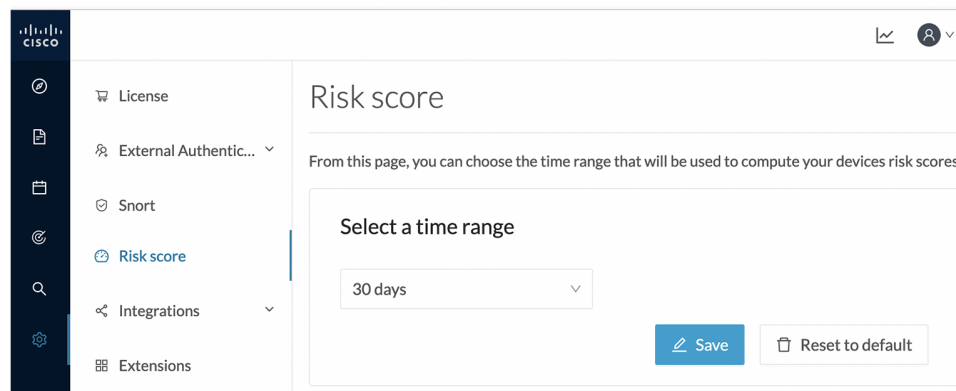 CISCO
License
External Authentic...
Snort
Risk score
Integrations
Extensions
Risk score
From this page, you can choose the time range that will be used to compute your devices risk scores
Select a time range
30 days
Save
Reset to default